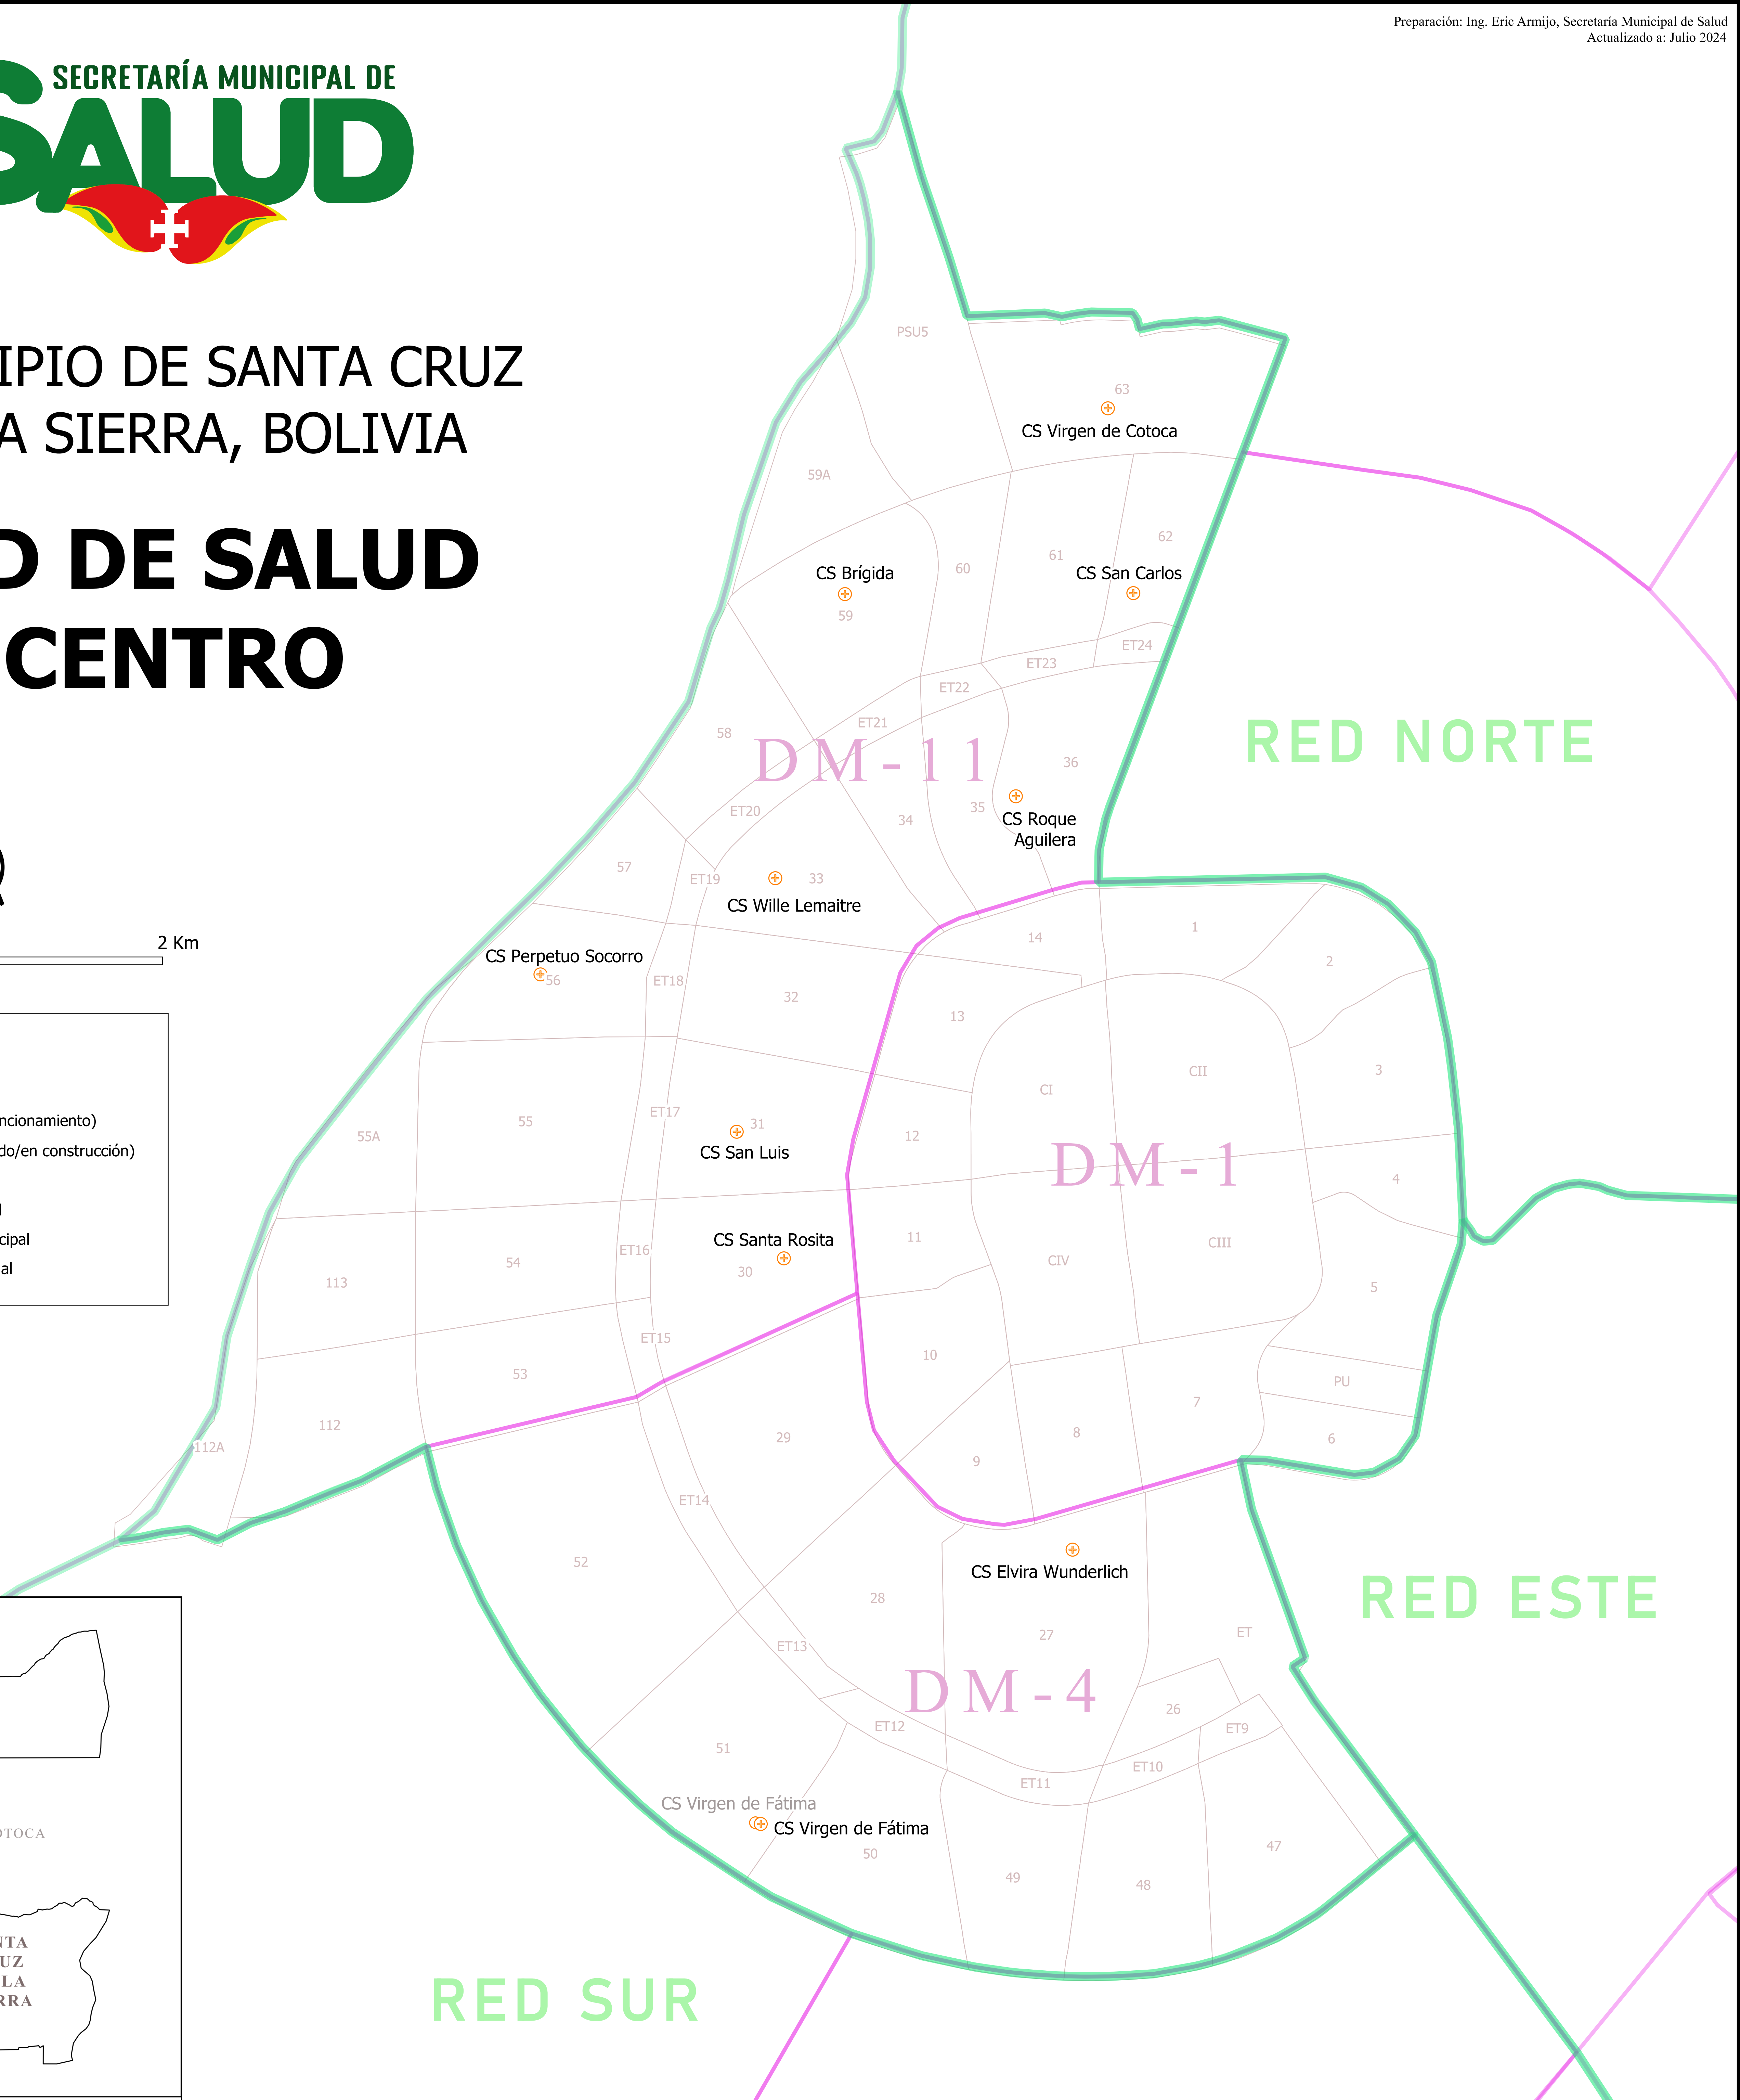 Preparación: Ing. Eric Armijo, Secretaría Municipal de Salud
Actualizado a: Julio 2024
SECRETARÍA MUNICIPAL DE
SALUD
IPIO DE SANTA CRUZ
A SIERRA, BOLIVIA
D DE SALUD
CENTRO
PSU5
63
CS Virgen de Cotoca
59A
62
61
60
CS Brígida
CS San Carlos
59
ET24
ET23
ET22
ET21
58
DM-11
RED NORTE
36
35
ET20
34
CS Roque
Aguilera
57
ET19
33
CS Wille Lemaitre
2 Km
14
1
2
CS Perpetuo Socorro
56
ET18
32
13
CI
CII
3
ncionamiento)
do/en construcción)
55A
55
ET17
31
CS San Luis
12
DM-1
4
cipal
al
113
54
ET16
CS Santa Rosita
30
11
CIV
CIII
5
ET15
53
10
PU
112
112A
29
9
8
7
6
ET14
52
CS Elvira Wunderlich
RED ESTE
28
27
ET
ET13
DM-4
26
ET12
ET9
51
ET11
ET10
CS Virgen de Fátima
CS Virgen de Fátima
50
49
48
47
OTOCA
NTA
UZ
LA
RRA
RED SUR